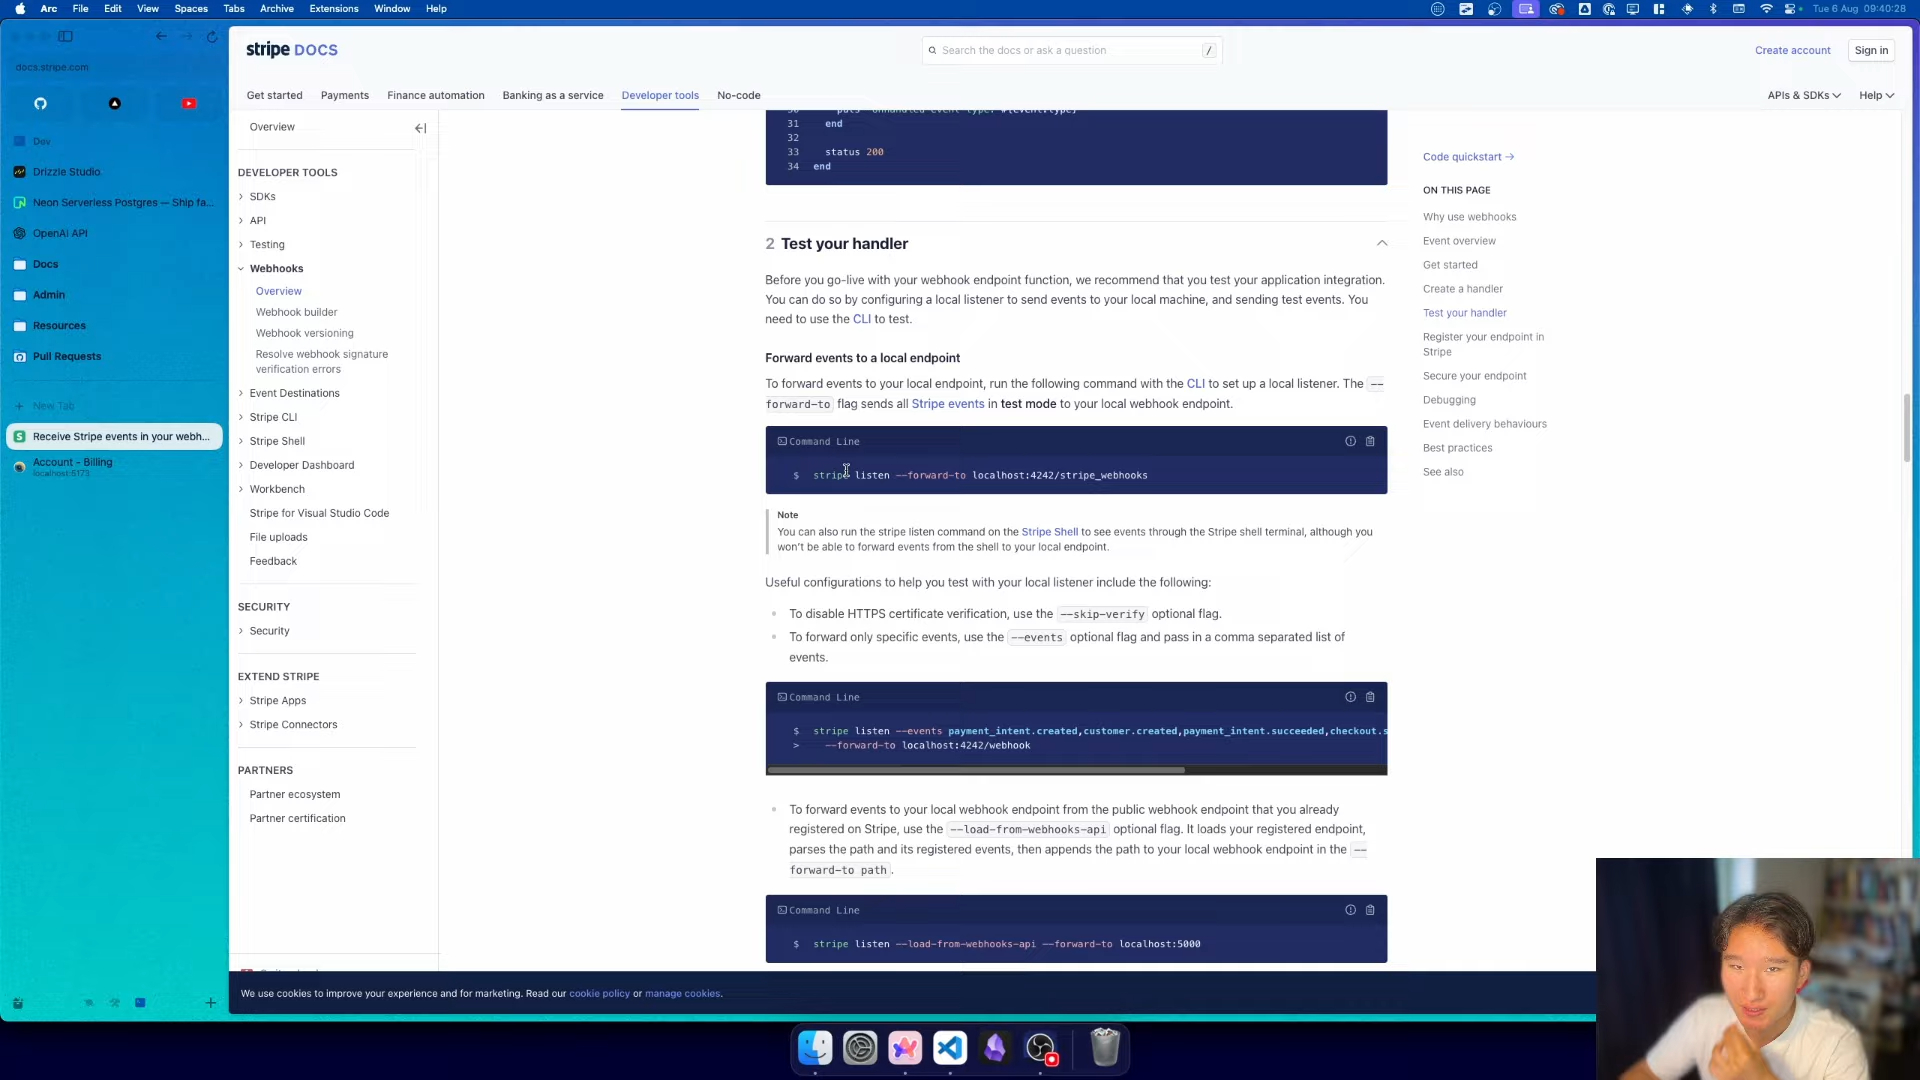 Arc File Edit View Spaces Tabs Archive Extensions Window Help
Tue 6 Aug 09:40:28
docs.stripe.com
Dev
Drizzle Studio
Neon Serverless Postgres — Ship fa...
OpenAI API
Docs
Admin
Resources
Pull Requests
New Tab
Receive Stripe events in your webh...
Account - Billing
localhost:5173
stripe DOCS
Search the docs or ask a question /
Create account
Sign in
Get started
Payments
Finance automation
Banking as a service
Developer tools
No-code
APIs & SDKs
Help
Overview
DEVELOPER TOOLS
SDKs
API
Testing
Webhooks
Overview
Webhook builder
Webhook versioning
Resolve webhook signature
verification errors
Event Destinations
Stripe CLI
Stripe Shell
Developer Dashboard
Workbench
Stripe for Visual Studio Code
File uploads
Feedback
SECURITY
Security
EXTEND STRIPE
Stripe Apps
Stripe Connectors
PARTNERS
Partner ecosystem
Partner certification
31 end
32
33 status 200
34 end
2 Test your handler
Before you go-live with your webhook endpoint function, we recommend that you test your application integration.
You can do so by configuring a local listener to send events to your local machine, and sending test events. You
need to use the CLI to test.
Forward events to a local endpoint
To forward events to your local endpoint, run the following command with the CLI to set up a local listener. The --
forward-to flag sends all Stripe events in test mode to your local webhook endpoint.
Command Line
$ stripe listen --forward-to localhost:4242/stripe_webhooks
Note
You can also run the stripe listen command on the Stripe Shell to see events through the Stripe shell terminal, although you
won't be able to forward events from the shell to your local endpoint.
Useful configurations to help you test with your local listener include the following:
To disable HTTPS certificate verification, use the --skip-verify optional flag.
To forward only specific events, use the --events optional flag and pass in a comma separated list of
events.
Command Line
$ stripe listen --events payment_intent.created,customer.created,payment_intent.succeeded,checkout.s
> --forward-to localhost:4242/webhook
To forward events to your local webhook endpoint from the public webhook endpoint that you already
registered on Stripe, use the --load-from-webhooks-api optional flag. It loads your registered endpoint,
parses the path and its registered events, then appends the path to your local webhook endpoint in the --
forward-to path.
Command Line
$ stripe listen --load-from-webhooks-api --forward-to localhost:5000
Code quickstart →
ON THIS PAGE
Why use webhooks
Event overview
Get started
Create a handler
Test your handler
Register your endpoint in
Stripe
Secure your endpoint
Debugging
Event delivery behaviours
Best practices
See also
We use cookies to improve your experience and for marketing. Read our cookie policy or manage cookies.